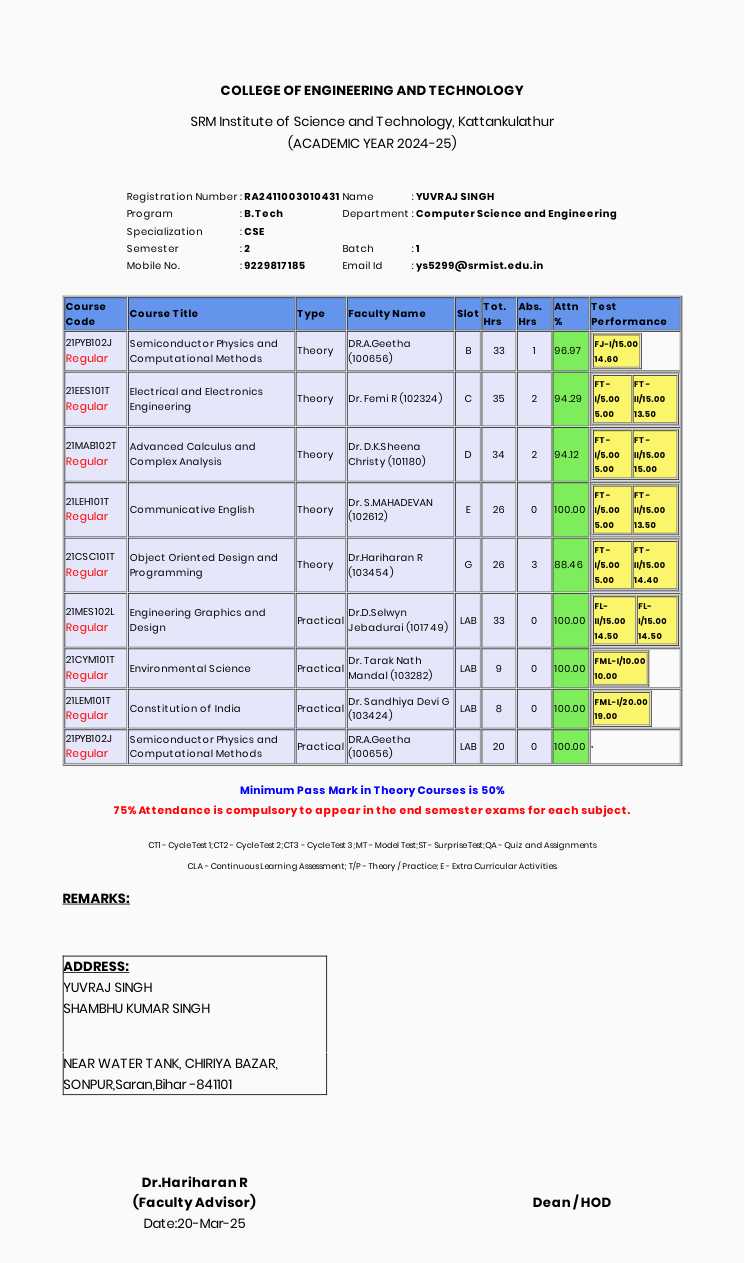 COLLEGE OF ENGINEERING AND TECHNOLOGY
SRM Institute of Science and Technology, Kattankulathur
(ACADEMIC YEAR 2024-25)
Registration Number : RA2411003010431 Name : YUVRAJ SINGH
Program : B.Tech Department : Computer Science and Engineering
Specialization : CSE
Semester : 2 Batch : 1
Mobile No. : 9229817185 Email Id : ys5299@srmist.edu.in
Course Code Course Title Type Faculty Name Slot Tot. Hrs Abs. Hrs Attn % Test Performance
21PYB102J Regular Semiconductor Physics and Computational Methods Theory DR.A.Geetha (100656) B 33 1 96.97 FJ-I/15.00 14.60
21EES101T Regular Electrical and Electronics Engineering Theory Dr. Femi R (102324) C 35 2 94.29 FT-I/5.00 5.00 FT-II/15.00 13.50
21MAB102T Regular Advanced Calculus and Complex Analysis Theory Dr. D.K.Sheena Christy (101180) D 34 2 94.12 FT-I/5.00 5.00 FT-II/15.00 15.00
21LEH101T Regular Communicative English Theory Dr. S.MAHADEVAN (102612) E 26 0 100.00 FT-I/5.00 5.00 FT-II/15.00 13.50
21CSC101T Regular Object Oriented Design and Programming Theory Dr.Hariharan R (103454) G 26 3 88.46 FT-I/5.00 5.00 FT-II/15.00 14.40
21MES102L Regular Engineering Graphics and Design Practical Dr.D.Selwyn Jebadurai (101749) LAB 33 0 100.00 FL-II/15.00 14.50 FL-I/15.00 14.50
21CYM101T Regular Environmental Science Practical Dr. Tarak Nath Mandal (103282) LAB 9 0 100.00 FML-I/10.00 10.00
21LEM101T Regular Constitution of India Practical Dr. Sandhiya Devi G (103424) LAB 8 0 100.00 FML-I/20.00 19.00
21PYB102J Regular Semiconductor Physics and Computational Methods Practical DR.A.Geetha (100656) LAB 20 0 100.00 -
Minimum Pass Mark in Theory Courses is 50%
75% Attendance is compulsory to appear in the end semester exams for each subject.
CT1 - Cycle Test 1; CT2 - Cycle Test 2; CT3 - Cycle Test 3; MT - Model Test; ST - Surprise Test; QA - Quiz and Assignments
CLA - Continuous Learning Assessment; T/P - Theory / Practice; E - Extra Curricular Activities.
REMARKS:
ADDRESS:
YUVRAJ SINGH
SHAMBHU KUMAR SINGH
NEAR WATER TANK, CHIRIYA BAZAR,
SONPUR,Saran,Bihar -841101
Dr.Hariharan R
(Faculty Advisor) Dean / HOD
Date:20-Mar-25